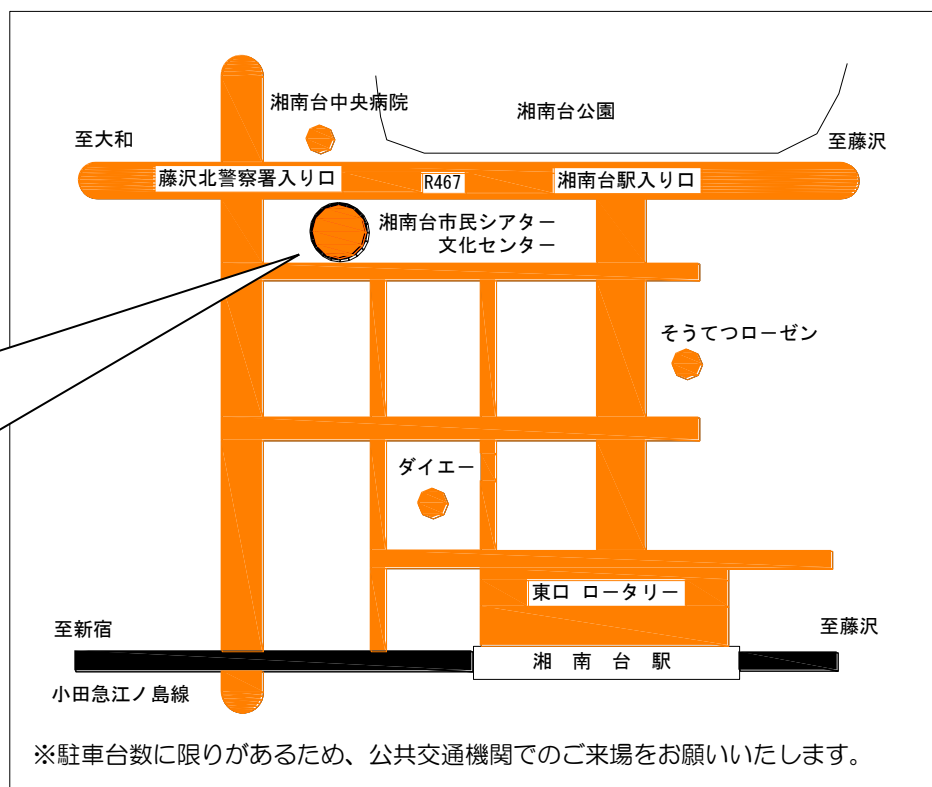 湘南台中央病院
湘南台公園
至大和
至藤沢
藤沢北警察署入り口
R467
湘南台駅入り口
湘南台市民シアター
文化センター
そうてつローゼン
ダイエー
東口 ロータリー
至新宿
至藤沢
湘南台駅
小田急江ノ島線
※駐車台数に限りがあるため、公共交通機関でのご来場をお願いいたします。